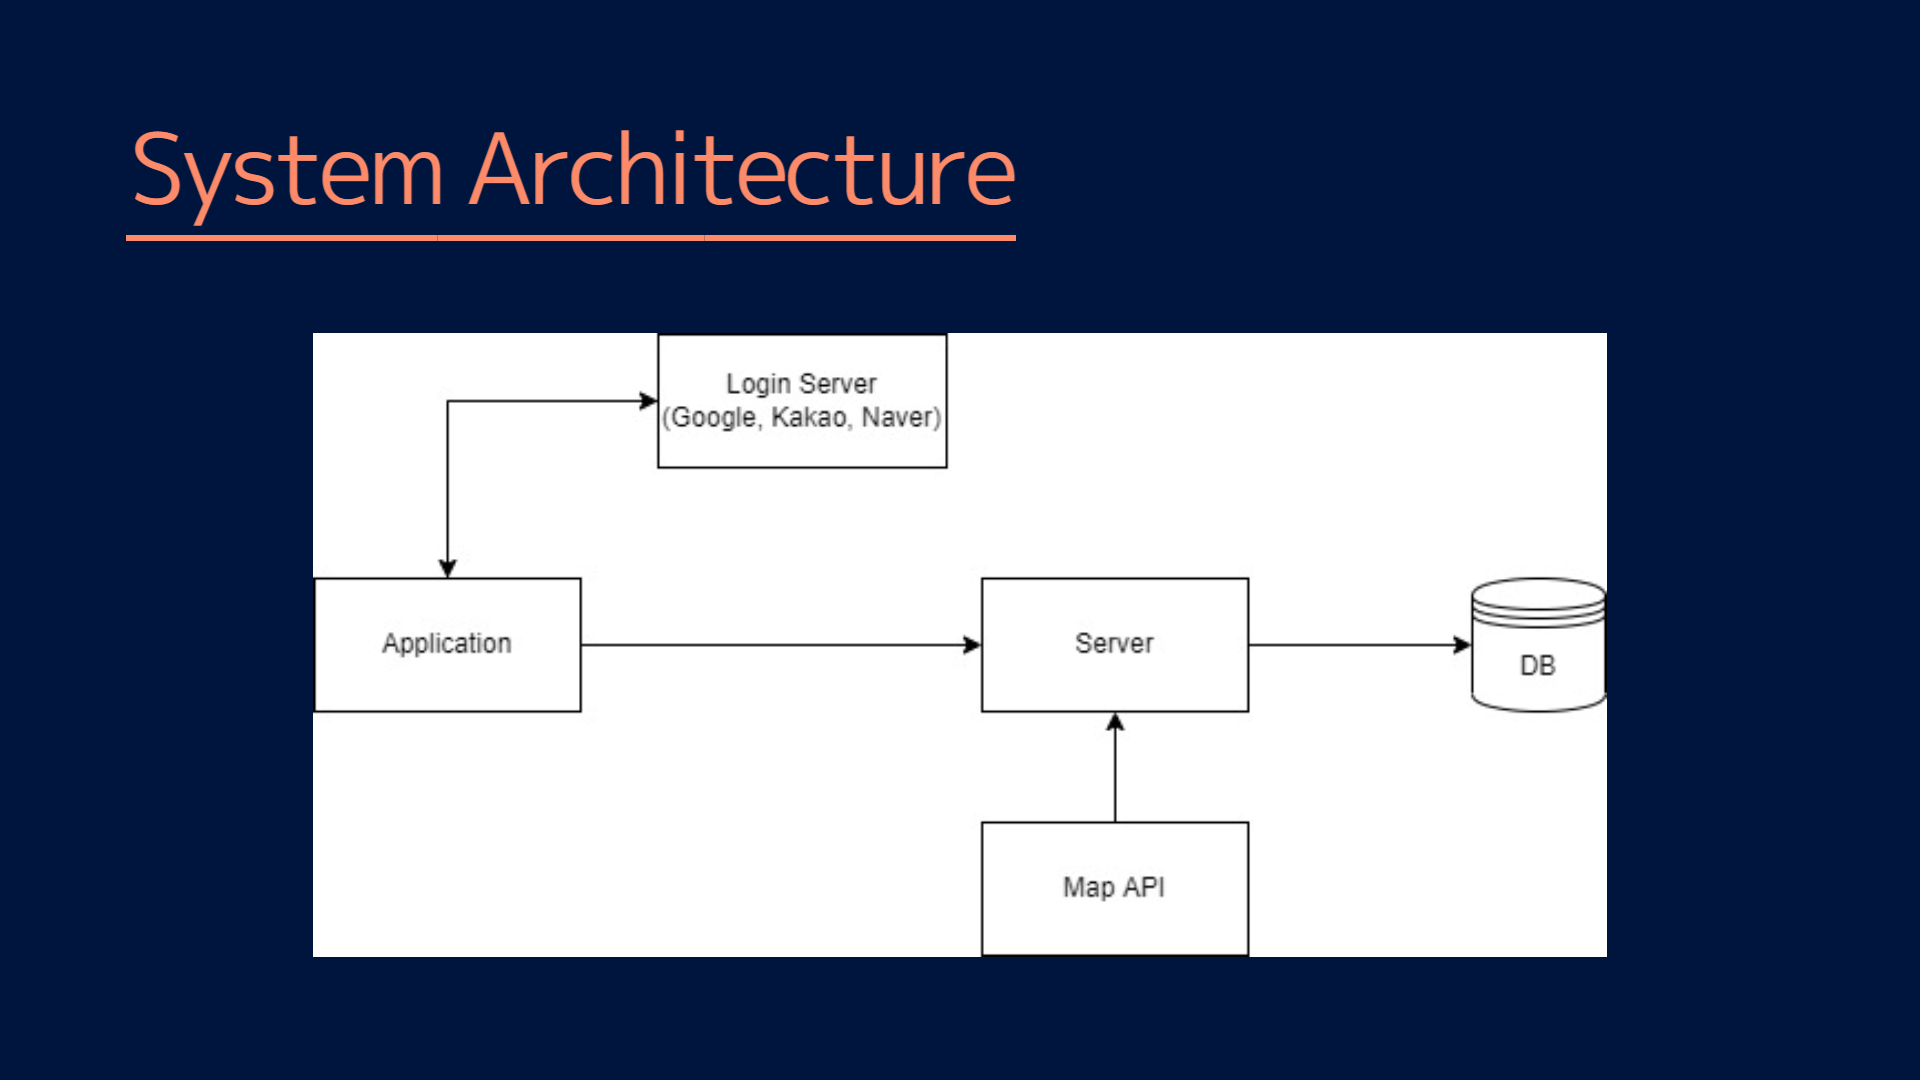 System Architecture
Login Server
(Google, Kakao, Naver)
Application
Server
DB
Map API